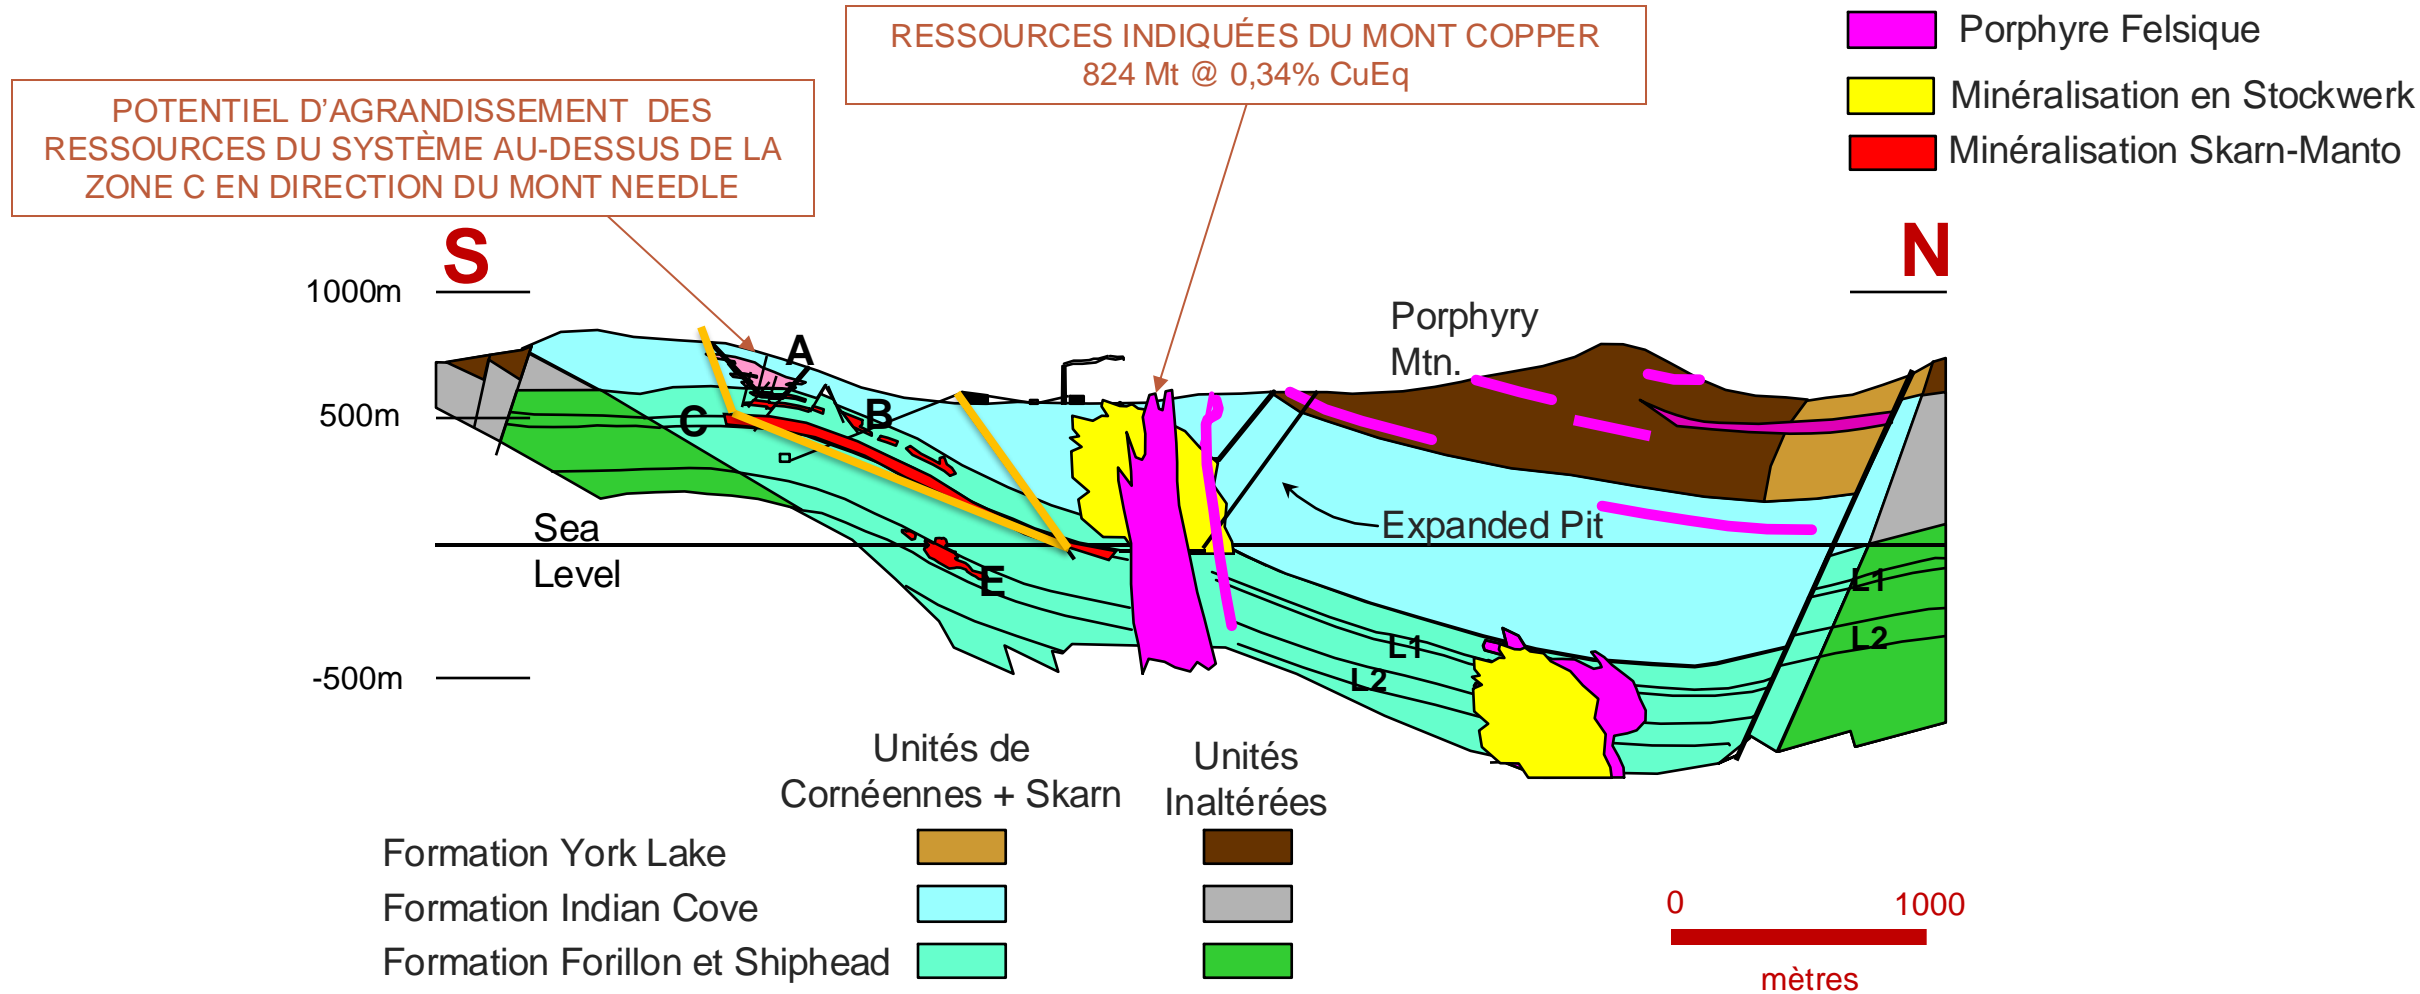 RESSOURCES INDIQUÉES DU MONT COPPER
824 Mt @ 0,34% CuEq
POTENTIEL D’AGRANDISSEMENT DES
RESSOURCES DU SYSTÈME AU-DESSUS DE LA
ZONE C EN DIRECTION DU MONT NEEDLE
Porphyre Felsique
Minéralisation en Stockwerk
Minéralisation Skarn-Manto
S
N
1000m
500m
-500m
A
B
C
E
Porphyry
Mtn.
Expanded Pit
Sea
Level
L1
L2
L1
L2
Unités de
Cornéennes + Skarn
Unités
Inaltérées
Formation York Lake
Formation Indian Cove
Formation Forillon et Shiphead
0
1000
mètres